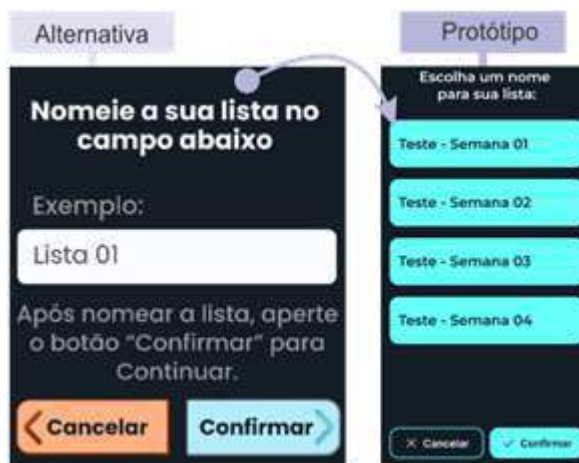 Alternativa
Nomeie a sua lista no
campo abaixo
Exemplo:
Lista 01
Após nomear a lista, aperte
o botão "Confirmar" para
Continuar.
Cancelar
Confirmar
Protótipo
Escolha um nome
para sua lista:
Teste - Semana 01
Teste - Semana 02
Teste - Semana 03
Teste - Semana 04
Cancelar
Confirmar